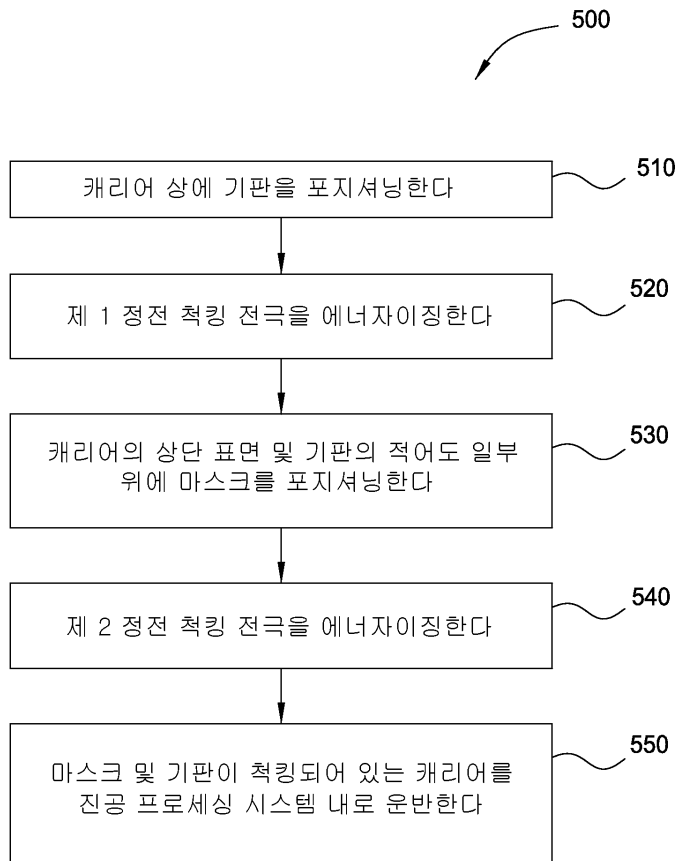 500
캐리어 상에 기판을 포지셔닝한다
510
제 1 정전 척킹 전극을 에너자이징한다
520
캐리어의 상단 표면 및 기판의 적어도 일부
위에 마스크를 포지셔닝한다
530
제 2 정전 척킹 전극을 에너자이징한다
540
마스크 및 기판이 척킹되어 있는 캐리어를
진공 프로세싱 시스템 내로 운반한다
550